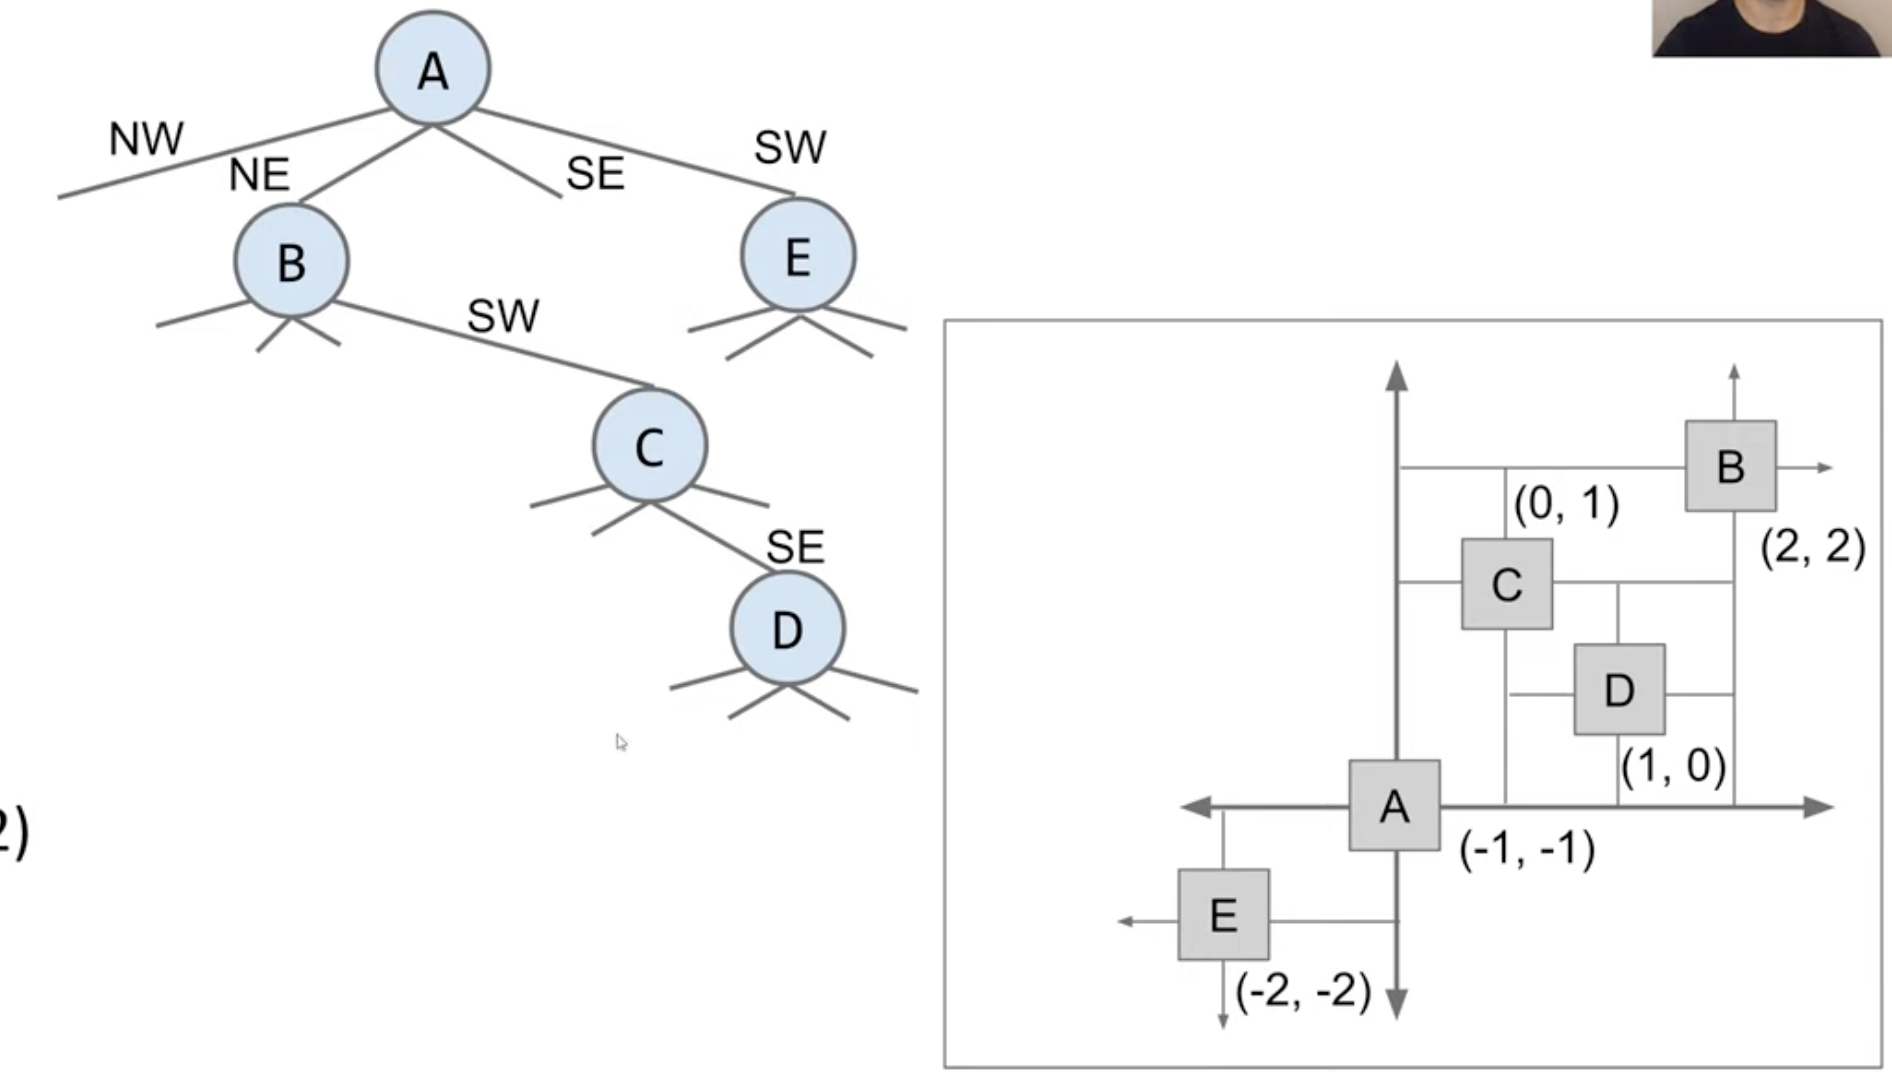 A
NW
NE
SE
SW
B
E
SW
C
SE
D
2)
B
(0, 1)
(2, 2)
C
D
(1, 0)
A
(-1, -1)
E
(-2, -2)